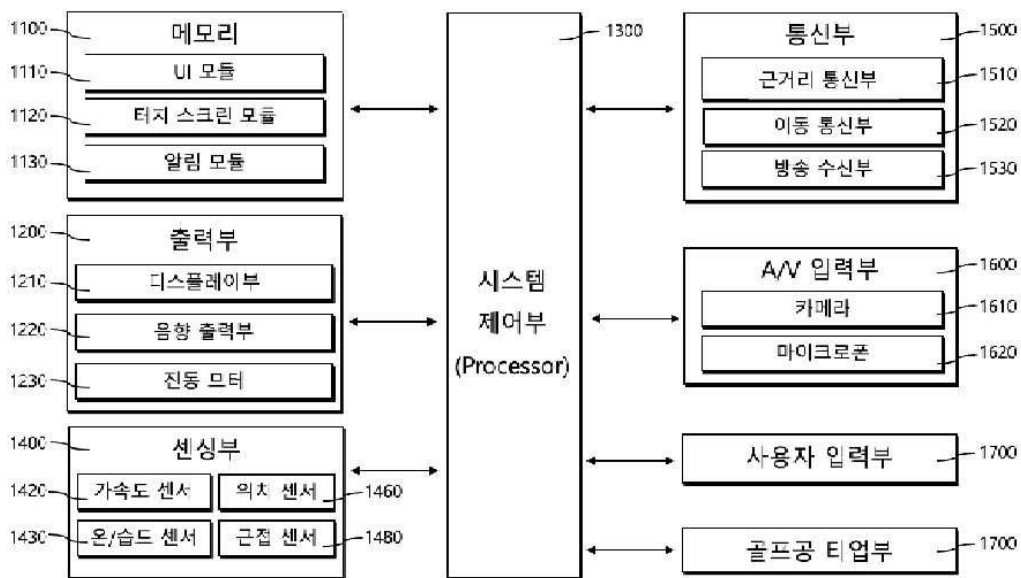 1100
메모리
1110
UI 모듈
1120
터치 스크린 모듈
1130
알림 모듈
1200
출력부
1210
디스플레이부
1220
음향 출력부
1230
진동 모터
1400
센싱부
1420
가속도 센서
위치 센서
1460
1430
온/습도 센서
근접 센서
1480
1300
시스템
제어부
(Processor)
통신부
1500
근거리 통신부
1510
이동 통신부
1520
방송 수신부
1530
A/V 입력부
1600
카메라
1610
마이크로폰
1620
사용자 입력부
1700
골프공 티업부
1700